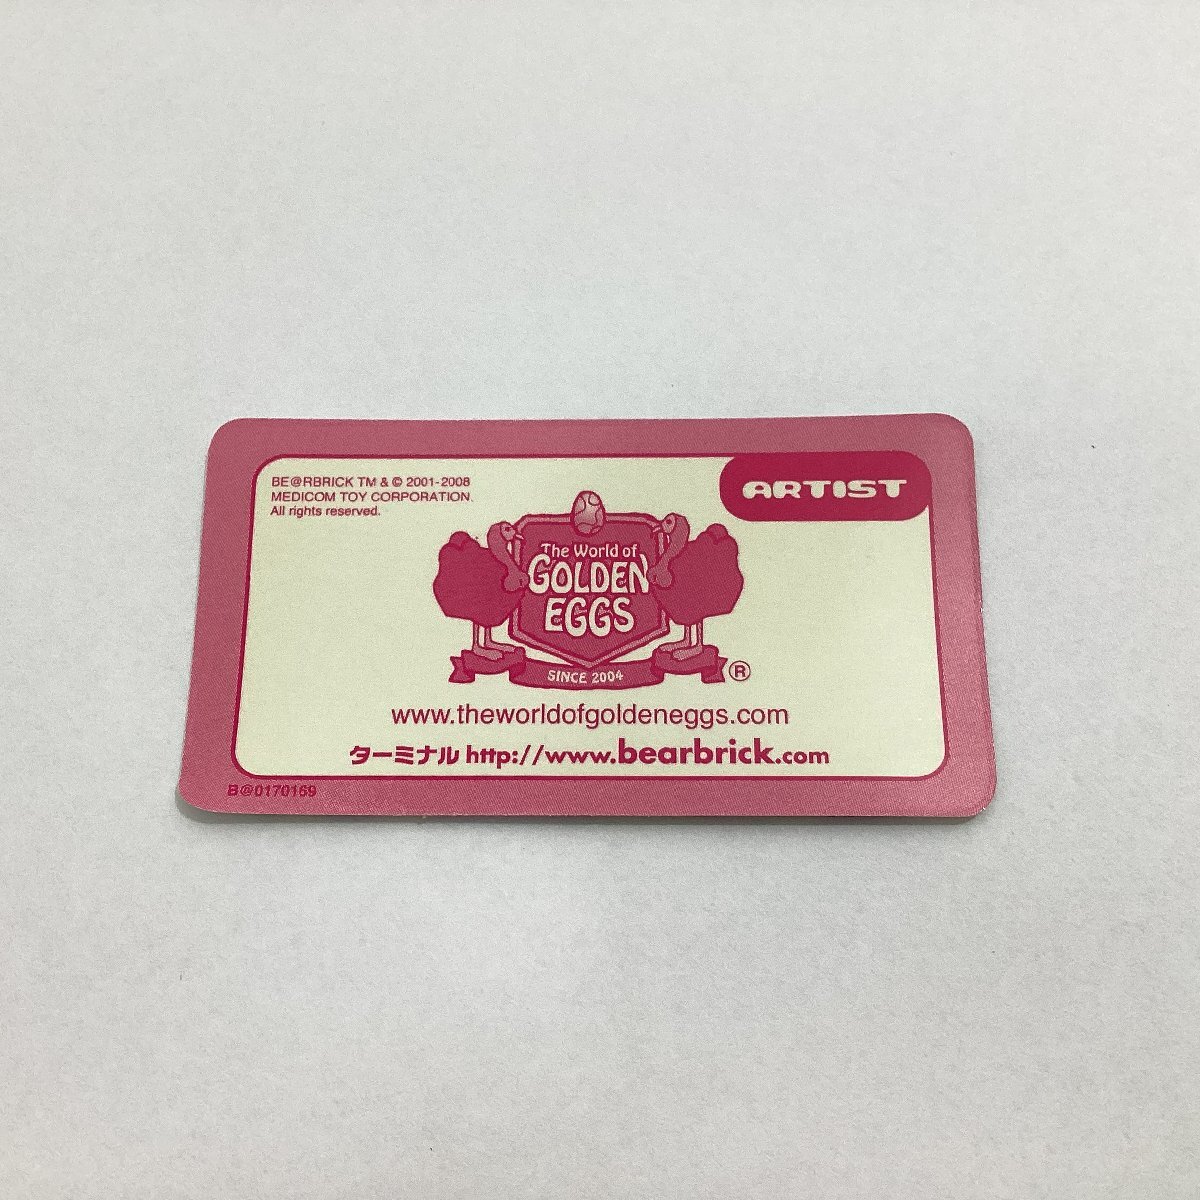 BE@RBRICK TM & © 2001-2008
MEDICOM TOY CORPORATION.
All rights reserved.
ARTIST
The World of
GOLDEN
EGGS
SINCE 2004
®
www.theworldofgoldeneggs.com
ターミナル http://www.bearbrick.com
B@0170169